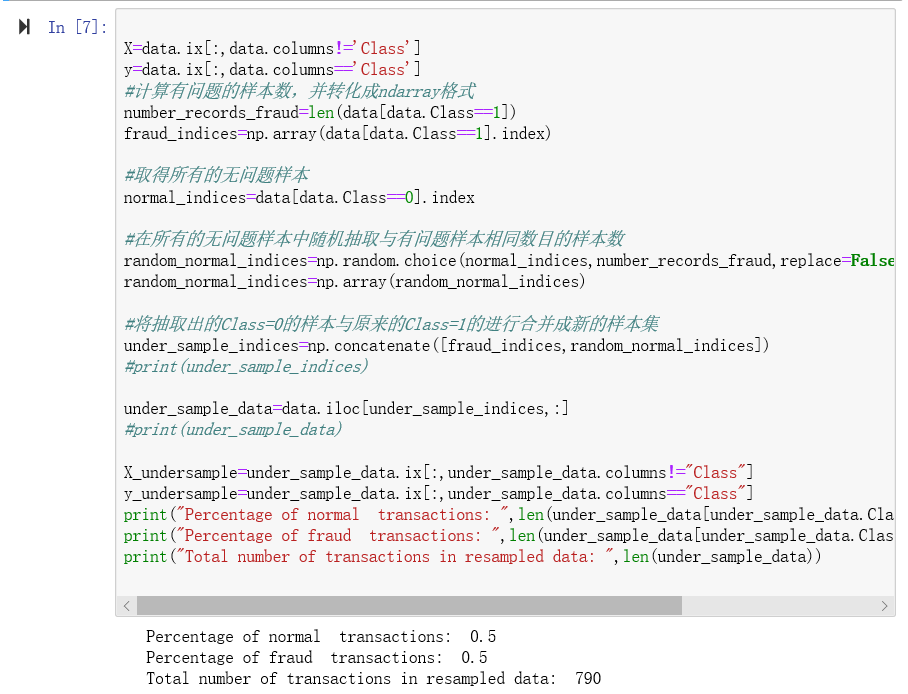 In [7]:
X=data.ix[:,data.columns!='Class']
y=data.ix[:,data.columns=='Class']
#计算有问题的样本数，并转化成ndarray格式
number_records_fraud=len(data[data.Class==1])
fraud_indices=np.array(data[data.Class==1].index)
#取得所有的无问题样本
normal_indices=data[data.Class==0].index
#在所有的无问题样本中随机抽取与有问题样本相同数目的样本数
random_normal_indices=np.random.choice(normal_indices,number_records_fraud,replace=False
random_normal_indices=np.array(random_normal_indices)
#将抽取出的Class=0的样本与原来的Class=1的进行合并成新的样本集
under_sample_indices=np.concatenate([fraud_indices,random_normal_indices])
#print(under_sample_indices)
under_sample_data=data.iloc[under_sample_indices,:]
#print(under_sample_data)
X_undersample=under_sample_data.ix[:,under_sample_data.columns!="Class"]
y_undersample=under_sample_data.ix[:,under_sample_data.columns=="Class"]
print("Percentage of normal  transactions: ",len(under_sample_data[under_sample_data.Cla
print("Percentage of fraud  transactions: ",len(under_sample_data[under_sample_data.Clas
print("Total number of transactions in resampled data: ",len(under_sample_data))
Percentage of normal  transactions:  0.5
Percentage of fraud  transactions:  0.5
Total number of transactions in resampled data:  790